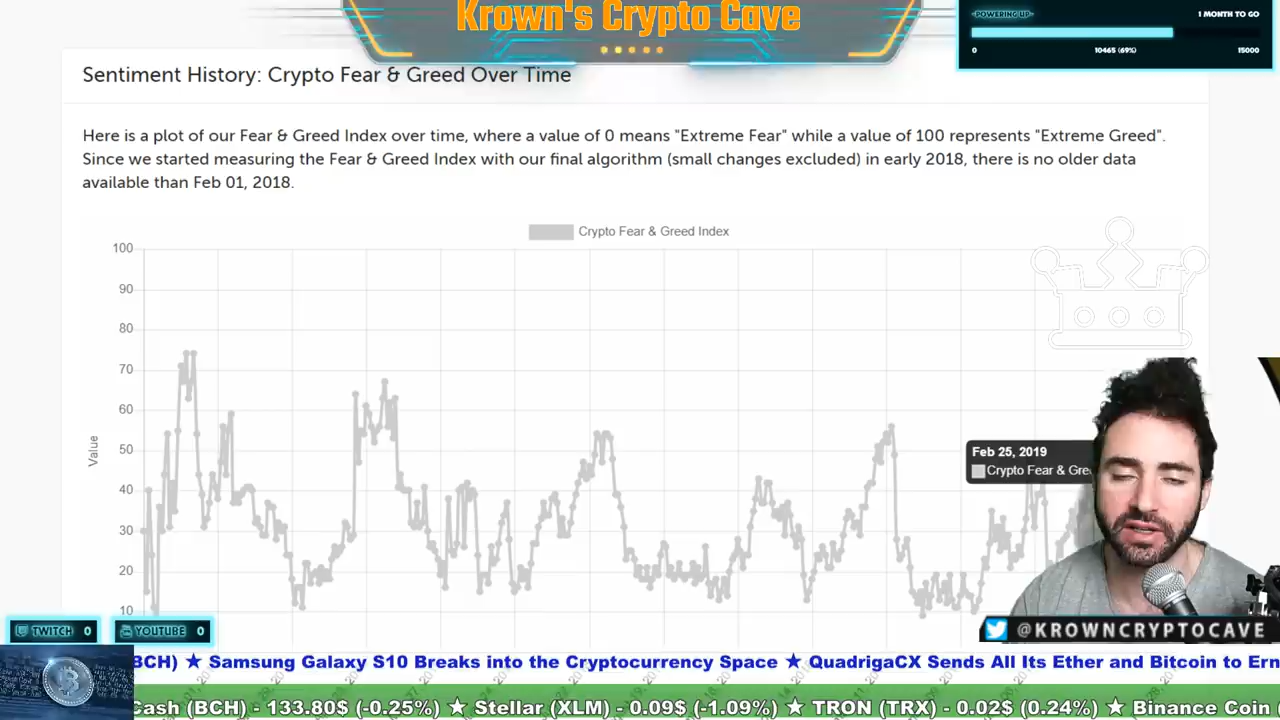 Krown's Crypto Cave
POWERING UP
1 MONTH TO GO
0 10465 (69%) 15000
Sentiment History: Crypto Fear & Greed Over Time
Here is a plot of our Fear & Greed Index over time, where a value of 0 means "Extreme Fear" while a value of 100 represents "Extreme Greed".
Since we started measuring the Fear & Greed Index with our final algorithm (small changes excluded) in early 2018, there is no older data
available than Feb 01, 2018.
Crypto Fear & Greed Index
100
90
80
70
60
50
40
30
20
10
Value
Feb 25, 2019
Crypto Fear & Gre
TWITCH 0
YOUTUBE 0
@KROWNCRYPTOCAVE
BCH) ★ Samsung Galaxy S10 Breaks into the Cryptocurrency Space ★ QuadrigaCX Sends All Its Ether and Bitcoin to Ern
Cash (BCH) - 133.80$ (-0.25%) ★ Stellar (XLM) - 0.09$ (-1.09%) ★ TRON (TRX) - 0.02$ (0.24%) ★ Binance Coin